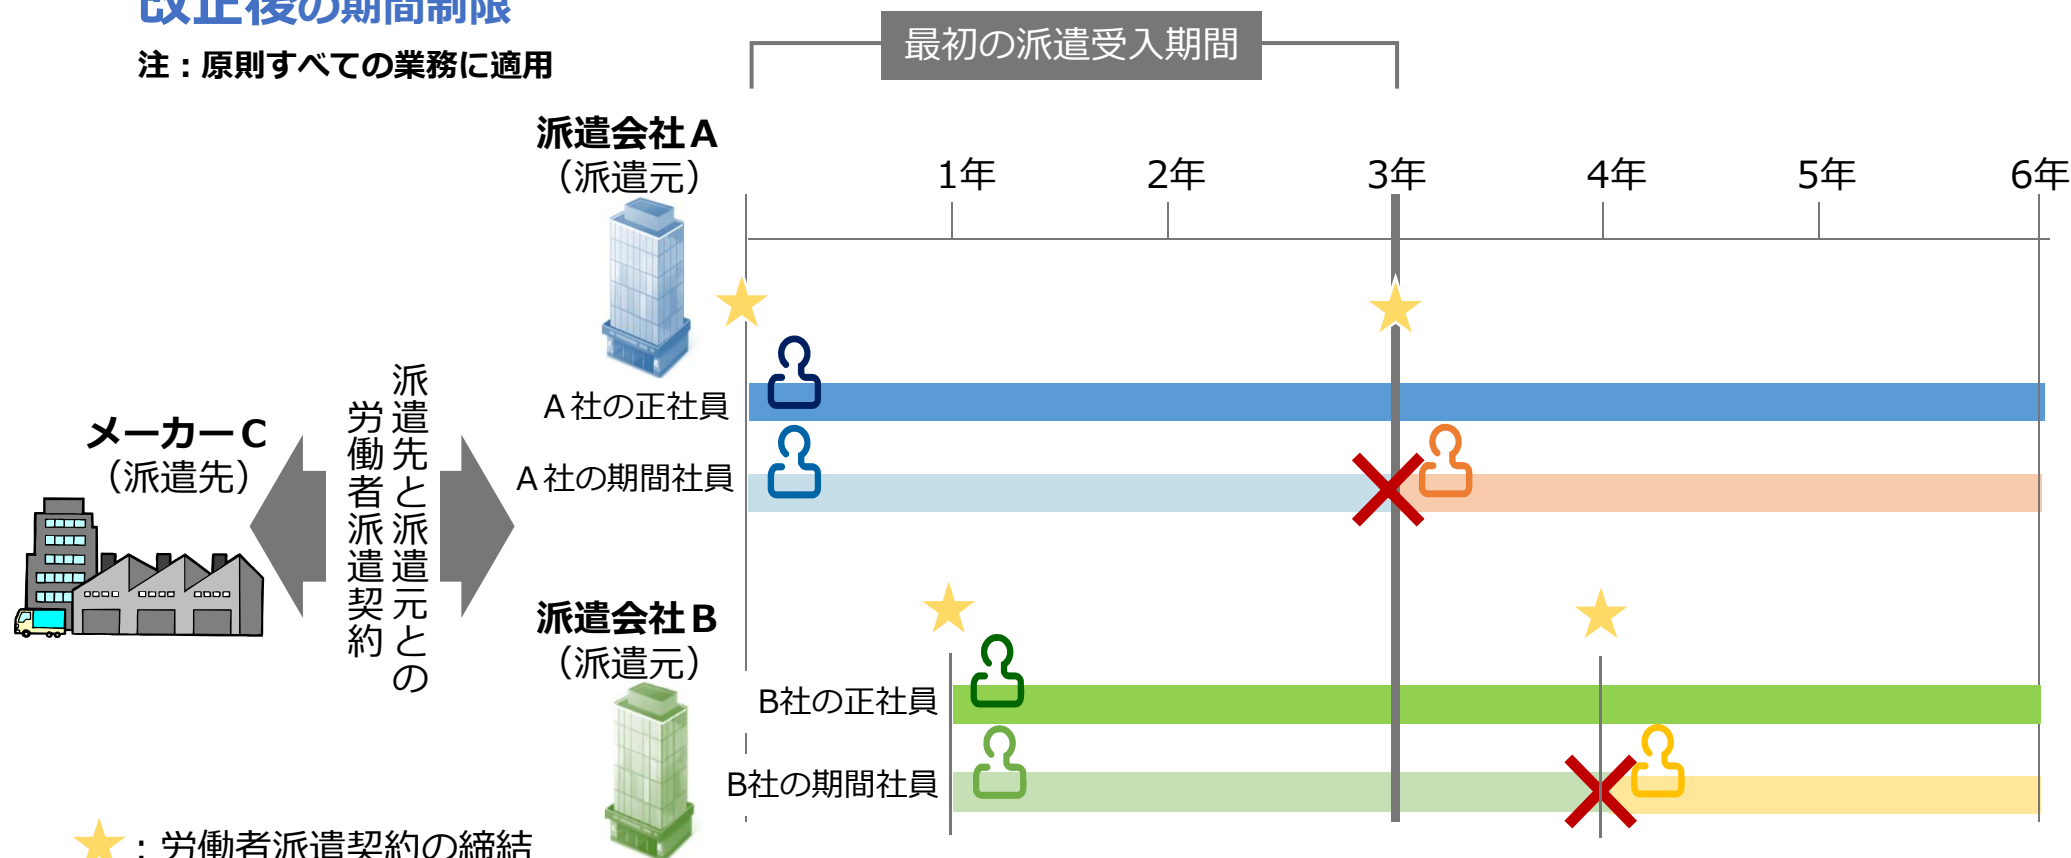 改正後の期間制限
注：原則すべての業務に適用
最初の派遣受入期間
派遣会社A
（派遣元）
1年
2年
3年
4年
5年
6年
A社の正社員
A社の期間社員
メーカーC
（派遣先）
派遣先と派遣元との
労働者派遣契約
派遣会社B
（派遣元）
B社の正社員
B社の期間社員
：労働者派遣契約の締結